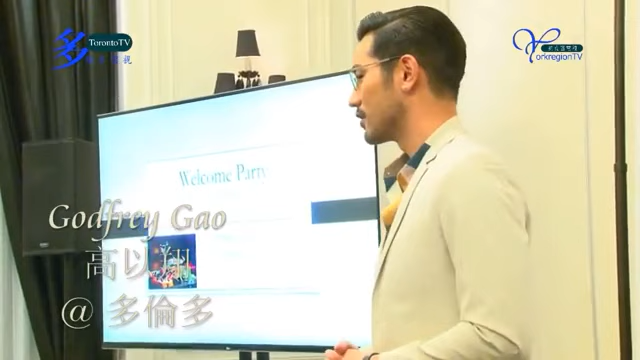 TorontoTV
YorkregionTV
Welcome Party
Godfrey Gao
高以翔
@ 多倫多